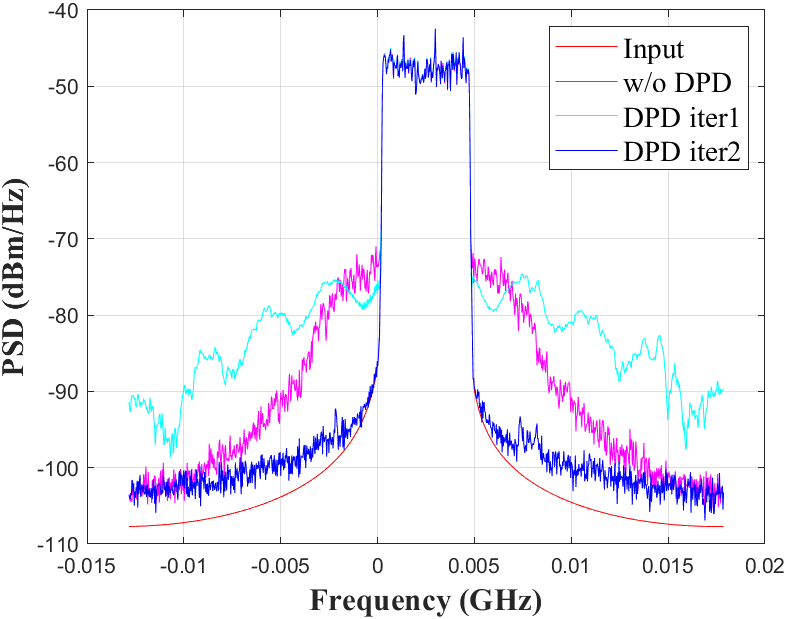 -40
-50
-60
-70
-80
-90
-100
-110
PSD (dBm/Hz)
Input
w/o DPD
DPD iter1
DPD iter2
-0.015
-0.01
-0.005
0
0.005
0.01
0.015
0.02
Frequency (GHz)